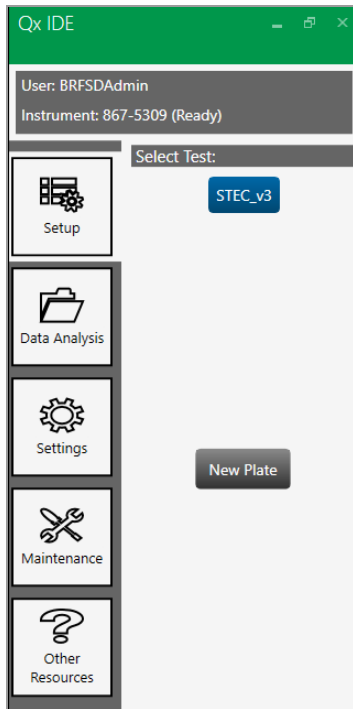 Qx IDE
User: BRFSDAdmin
Instrument: 867-5309 (Ready)
Select Test:
STEC_v3
Setup
Data Analysis
Settings
New Plate
Maintenance
Other
Resources